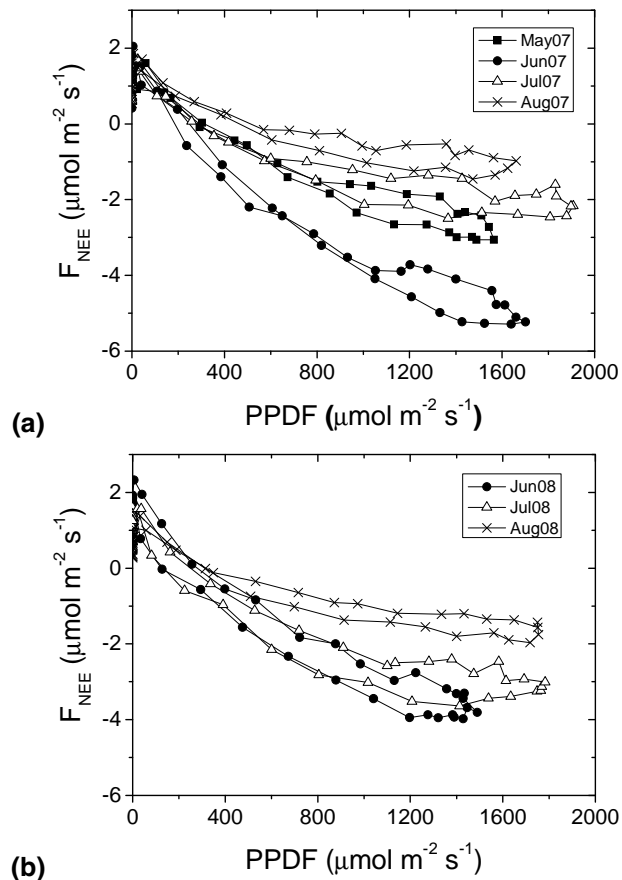 (a)
F_NEE (μmol m⁻² s⁻¹)
2
0
-2
-4
-6
May07
Jun07
Jul07
Aug07
0 400 800 1200 1600 2000
PPDF (μmol m⁻² s⁻¹)
(b)
F_NEE (μmol m⁻² s⁻¹)
2
0
-2
-4
-6
Jun08
Jul08
Aug08
0 400 800 1200 1600 2000
PPDF (μmol m⁻² s⁻¹)